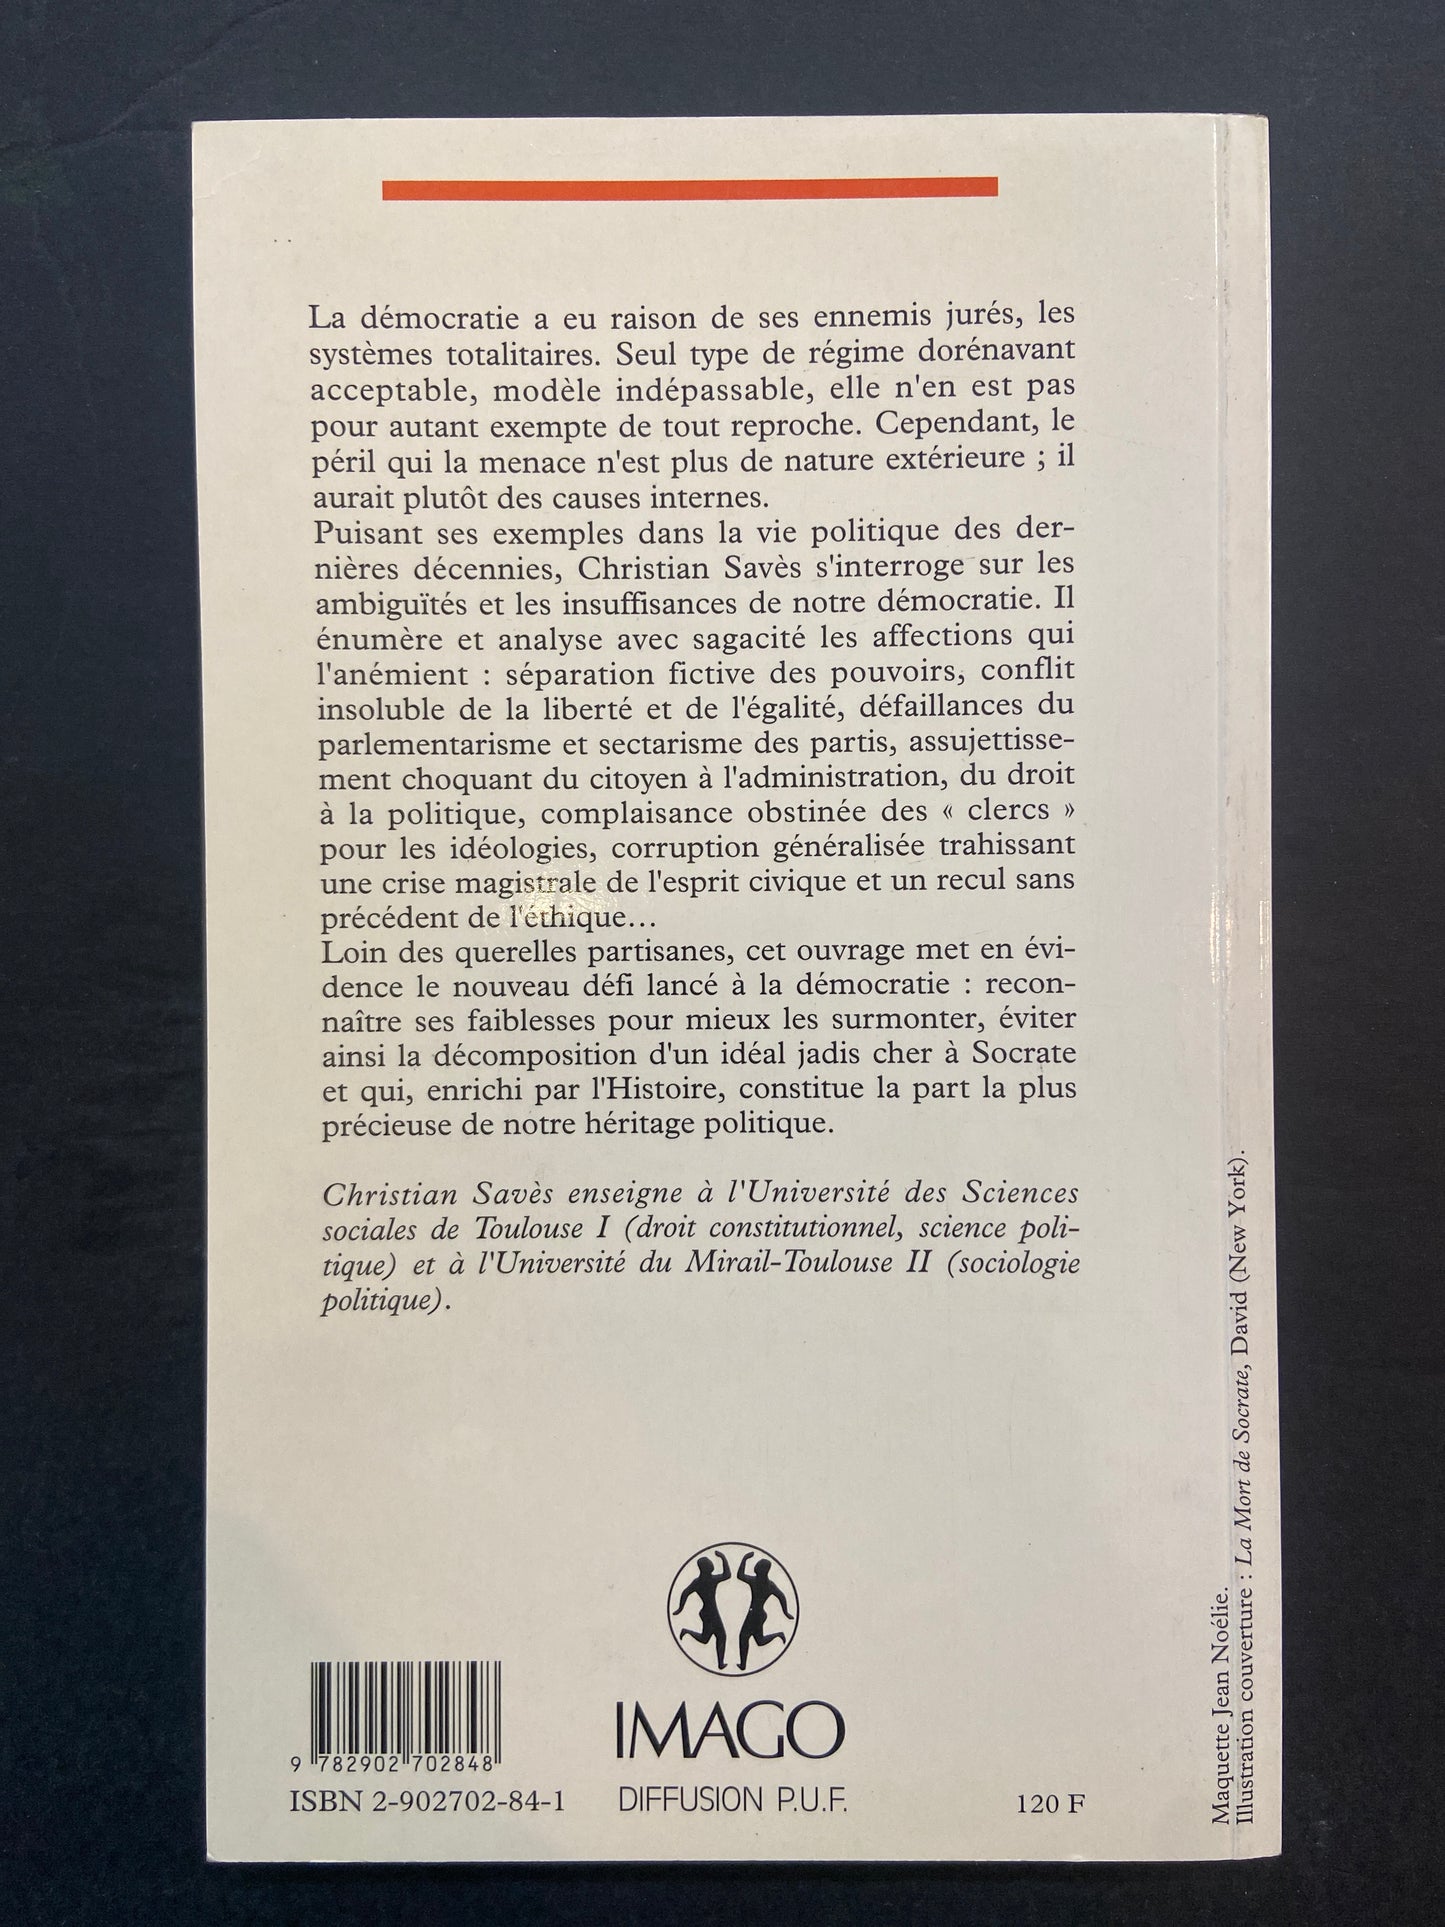 La démocratie a eu raison de ses ennemis jurés, les
systèmes totalitaires. Seul type de régime dorénavant
acceptable, modèle indépassable, elle n'en est pas
pour autant exempte de tout reproche. Cependant, le
péril qui la menace n'est plus de nature extérieure ; il
aurait plutôt des causes internes.
Puisant ses exemples dans la vie politique des der-
nières décennies, Christian Savès s'interroge sur les
ambiguïtés et les insuffisances de notre démocratie. Il
énumère et analyse avec sagacité les affections qui
l'anémient : séparation fictive des pouvoirs, conflit
insoluble de la liberté et de l'égalité, défaillances du
parlementarisme et sectarisme des partis, assujettisse-
ment choquant du citoyen à l'administration, du droit
à la politique, complaisance obstinée des « clercs »
pour les idéologies, corruption généralisée trahissant
une crise magistrale de l'esprit civique et un recul sans
précédent de l'éthique...
Loin des querelles partisanes, cet ouvrage met en évi-
dence le nouveau défi lancé à la démocratie : recon-
naître ses faiblesses pour mieux les surmonter, éviter
ainsi la décomposition d'un idéal jadis cher à Socrate
et qui, enrichi par l'Histoire, constitue la part la plus
précieuse de notre héritage politique.
Christian Savès enseigne à l'Université des Sciences
sociales de Toulouse I (droit constitutionnel, science poli-
tique) et à l'Université du Mirail-Toulouse II (sociologie
politique).
IMAGO
DIFFUSION P.U.F.
9 782902 702848
ISBN 2-902702-84-1
120 F
Maquette Jean Noélie.
Illustration couverture : La Mort de Socrate, David (New York).